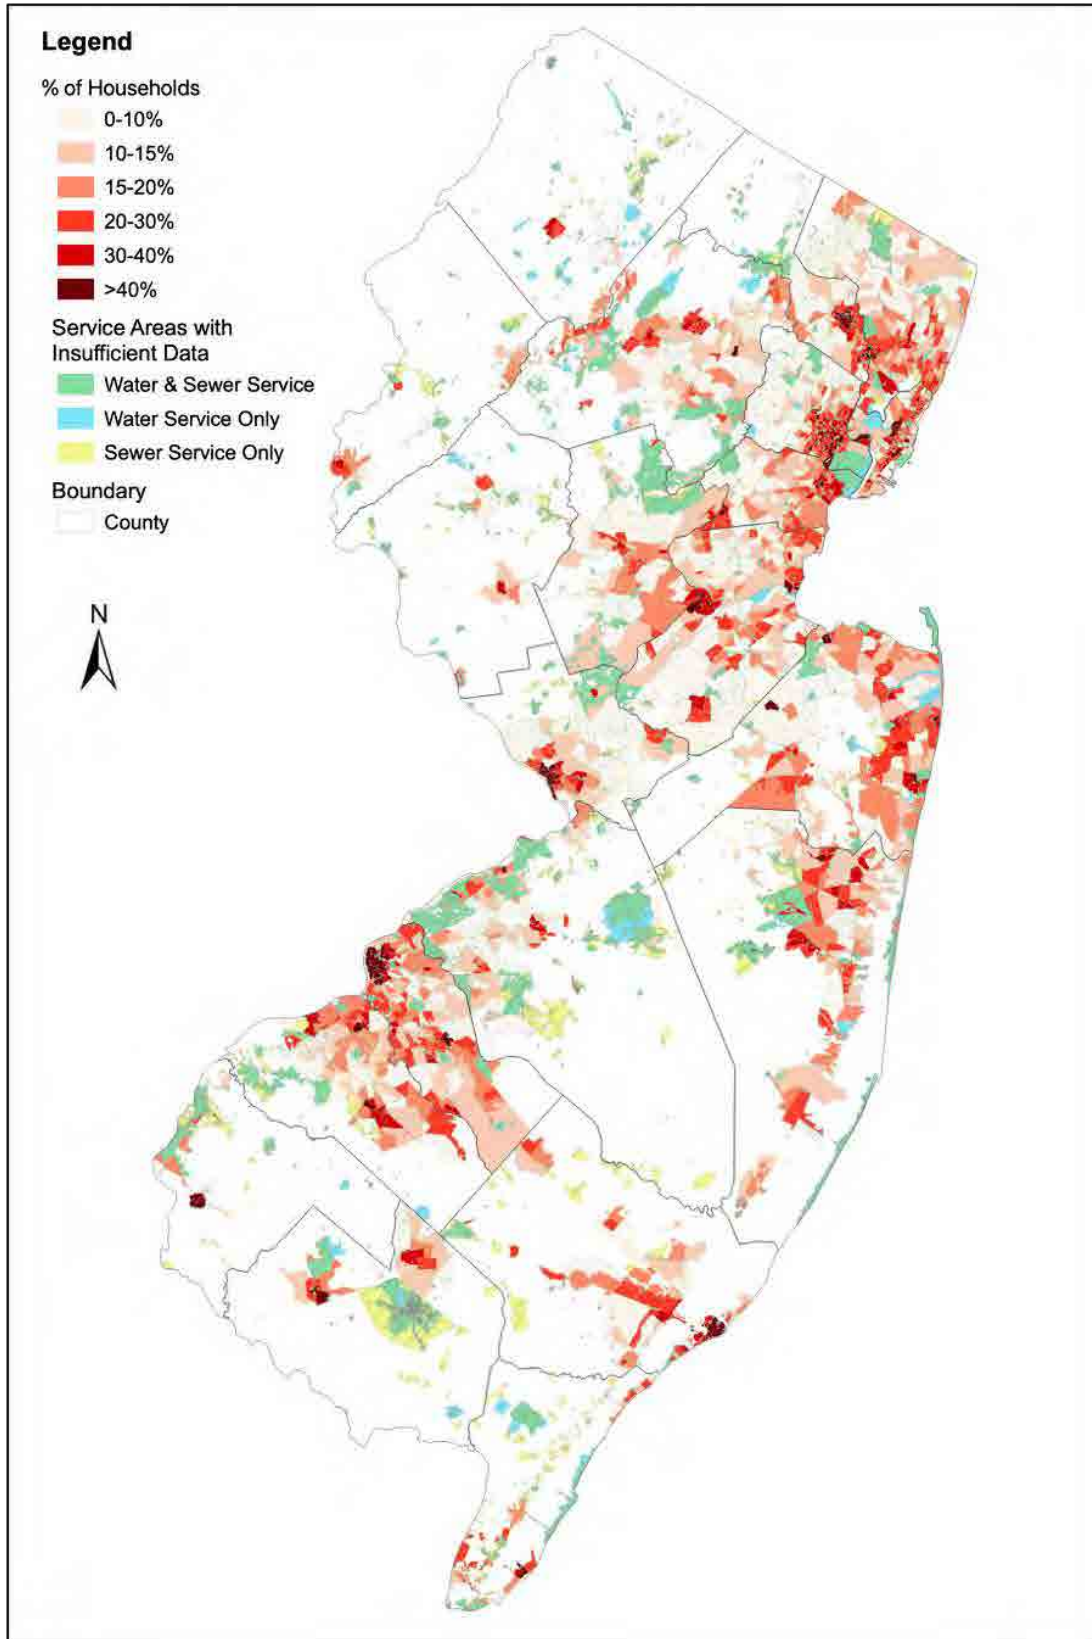 Legend
% of Households
0-10%
10-15%
15-20%
20-30%
30-40%
>40%
Service Areas with
Insufficient Data
Water & Sewer Service
Water Service Only
Sewer Service Only
Boundary
County
N